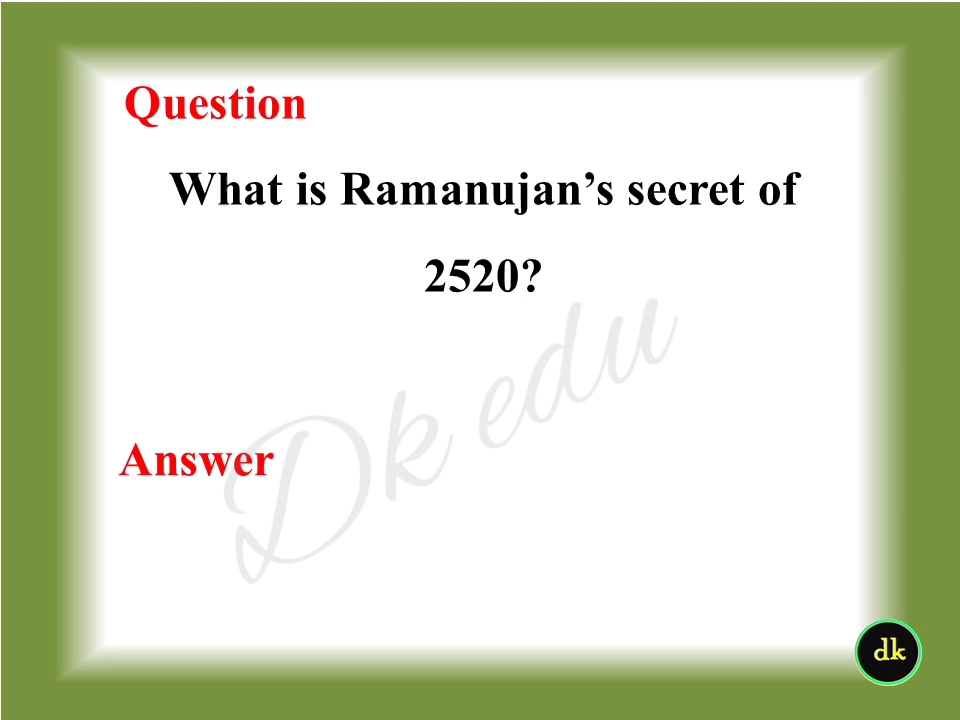 Question
What is Ramanujan’s secret of
2520?
Dk edu
Answer
dk